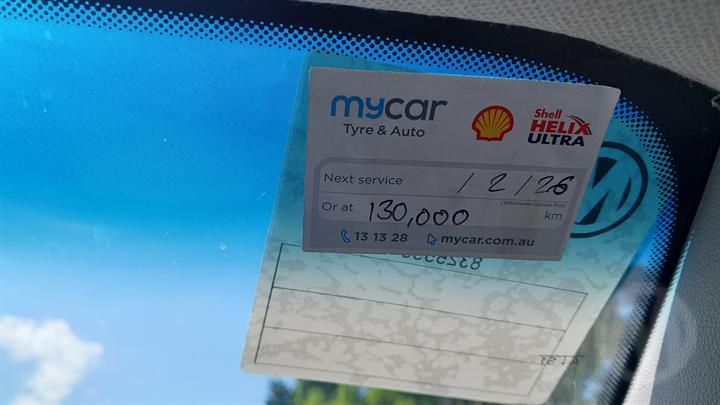 mycar
Tyre & Auto
Shell
HELIX
ULTRA
Next service / 2 / 26
(Whichever occurs first)
Or at 130,000 km
13 13 28 mycar.com.au